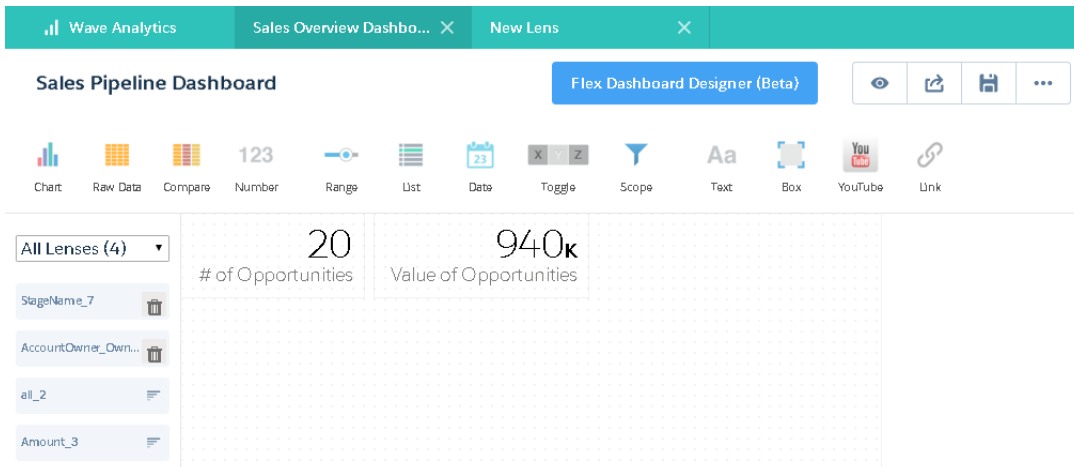 Wave Analytics Sales Overview Dashbo... New Lens
Sales Pipeline Dashboard Flex Dashboard Designer (Beta)
123 23 X Y Z Aa You Tube
Chart Raw Data Compare Number Range List Date Toggle Scope Text Box YouTube Link
All Lenses (4)
20 940K
# of Opportunities Value of Opportunities
StageName_7
AccountOwner_Own...
all_2
Amount_3